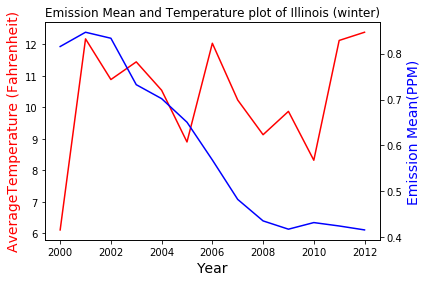 Emission Mean and Temperature plot of Illinois (winter)
AverageTemperature (Fahrenheit)
12
11
10
9
8
7
6
0.8
0.7
0.6
0.5
0.4
Emission Mean(PPM)
2000 2002 2004 2006 2008 2010 2012
Year